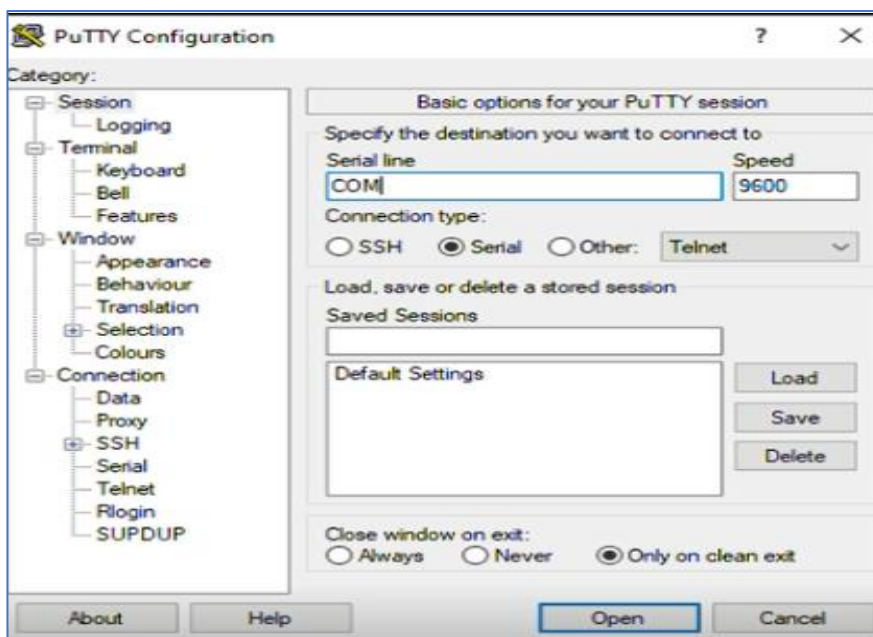 PuTTY Configuration
?
Category:
Session
Logging
Terminal
Keyboard
Bell
Features
Window
Appearance
Behaviour
Translation
Selection
Colours
Connection
Data
Proxy
SSH
Serial
Telnet
Rlogin
SUPDUP
Basic options for your PuTTY session
Specify the destination you want to connect to
Serial line Speed
COM 9600
Connection type:
SSH Serial Other: Telnet
Load, save or delete a stored session
Saved Sessions
Default Settings
Load
Save
Delete
Close window on exit:
Always Never Only on clean exit
About Help Open Cancel